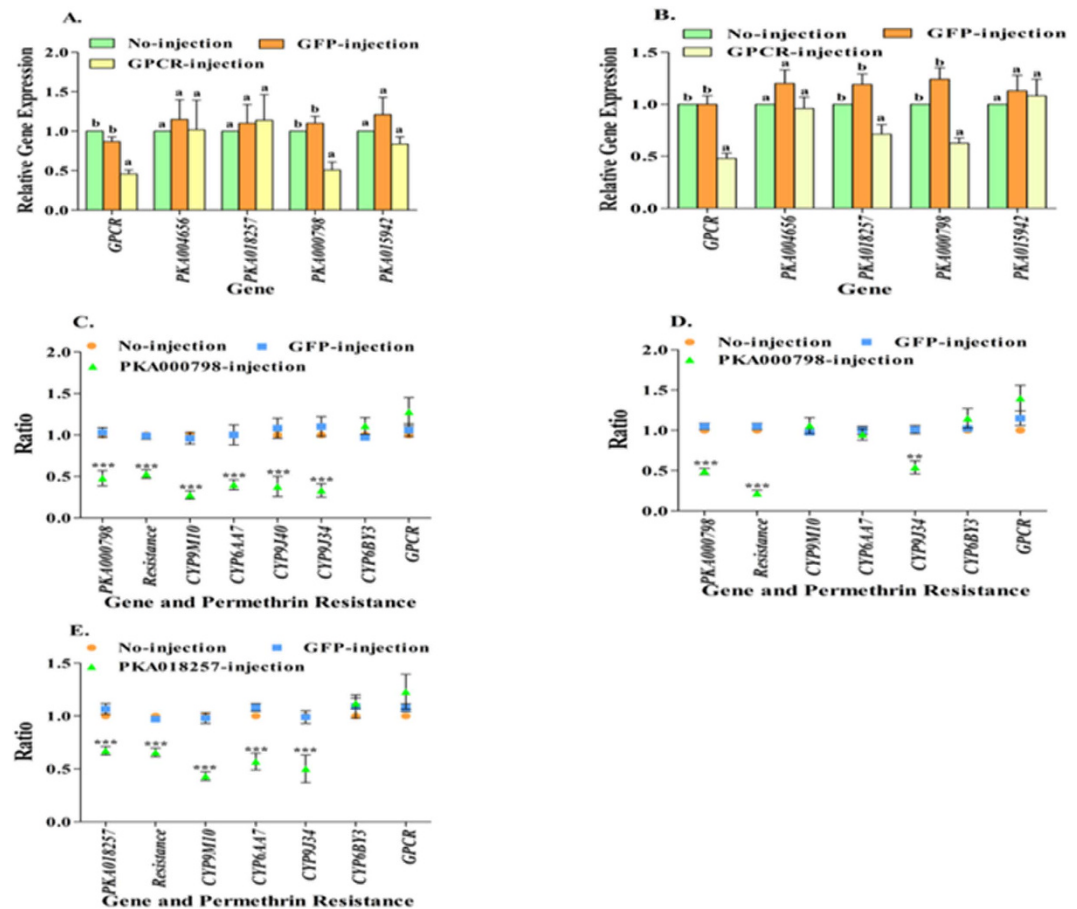 A.
No-injection GFP-injection
GPCR-injection
Relative Gene Expression
2.0
1.5
1.0
0.5
0.0
b b a a a a a a a b b a a a a
GPCR PKA004656 PKA018257 PKA000798 PKA015942
Gene
B.
No-injection GFP-injection
GPCR-injection
Relative Gene Expression
1.5
1.0
0.5
0.0
b b a a a a b b a b b a a a a
GPCR PKA004656 PKA018257 PKA000798 PKA015942
Gene
C.
No-injection GFP-injection
PKA000798-injection
Ratio
2.0
1.5
1.0
0.5
0.0
*** *** *** *** *** ***
PKA000798 Resistance CYP9M10 CYP6AA7 CYP9J40 CYP9J34 CYP6BY3 GPCR
Gene and Permethrin Resistance
D.
No-injection GFP-injection
PKA000798-injection
Ratio
2.0
1.5
1.0
0.5
0.0
*** *** **
PKA000798 Resistance CYP9M10 CYP6AA7 CYP9J34 CYP6BY3 GPCR
Gene and Permethrin Resistance
E.
No-injection GFP-injection
PKA018257-injection
Ratio
1.5
1.0
0.5
0.0
*** *** *** *** ***
PKA018257 Resistance CYP9M10 CYP6AA7 CYP9J34 CYP6BY3 GPCR
Gene and Permethrin Resistance